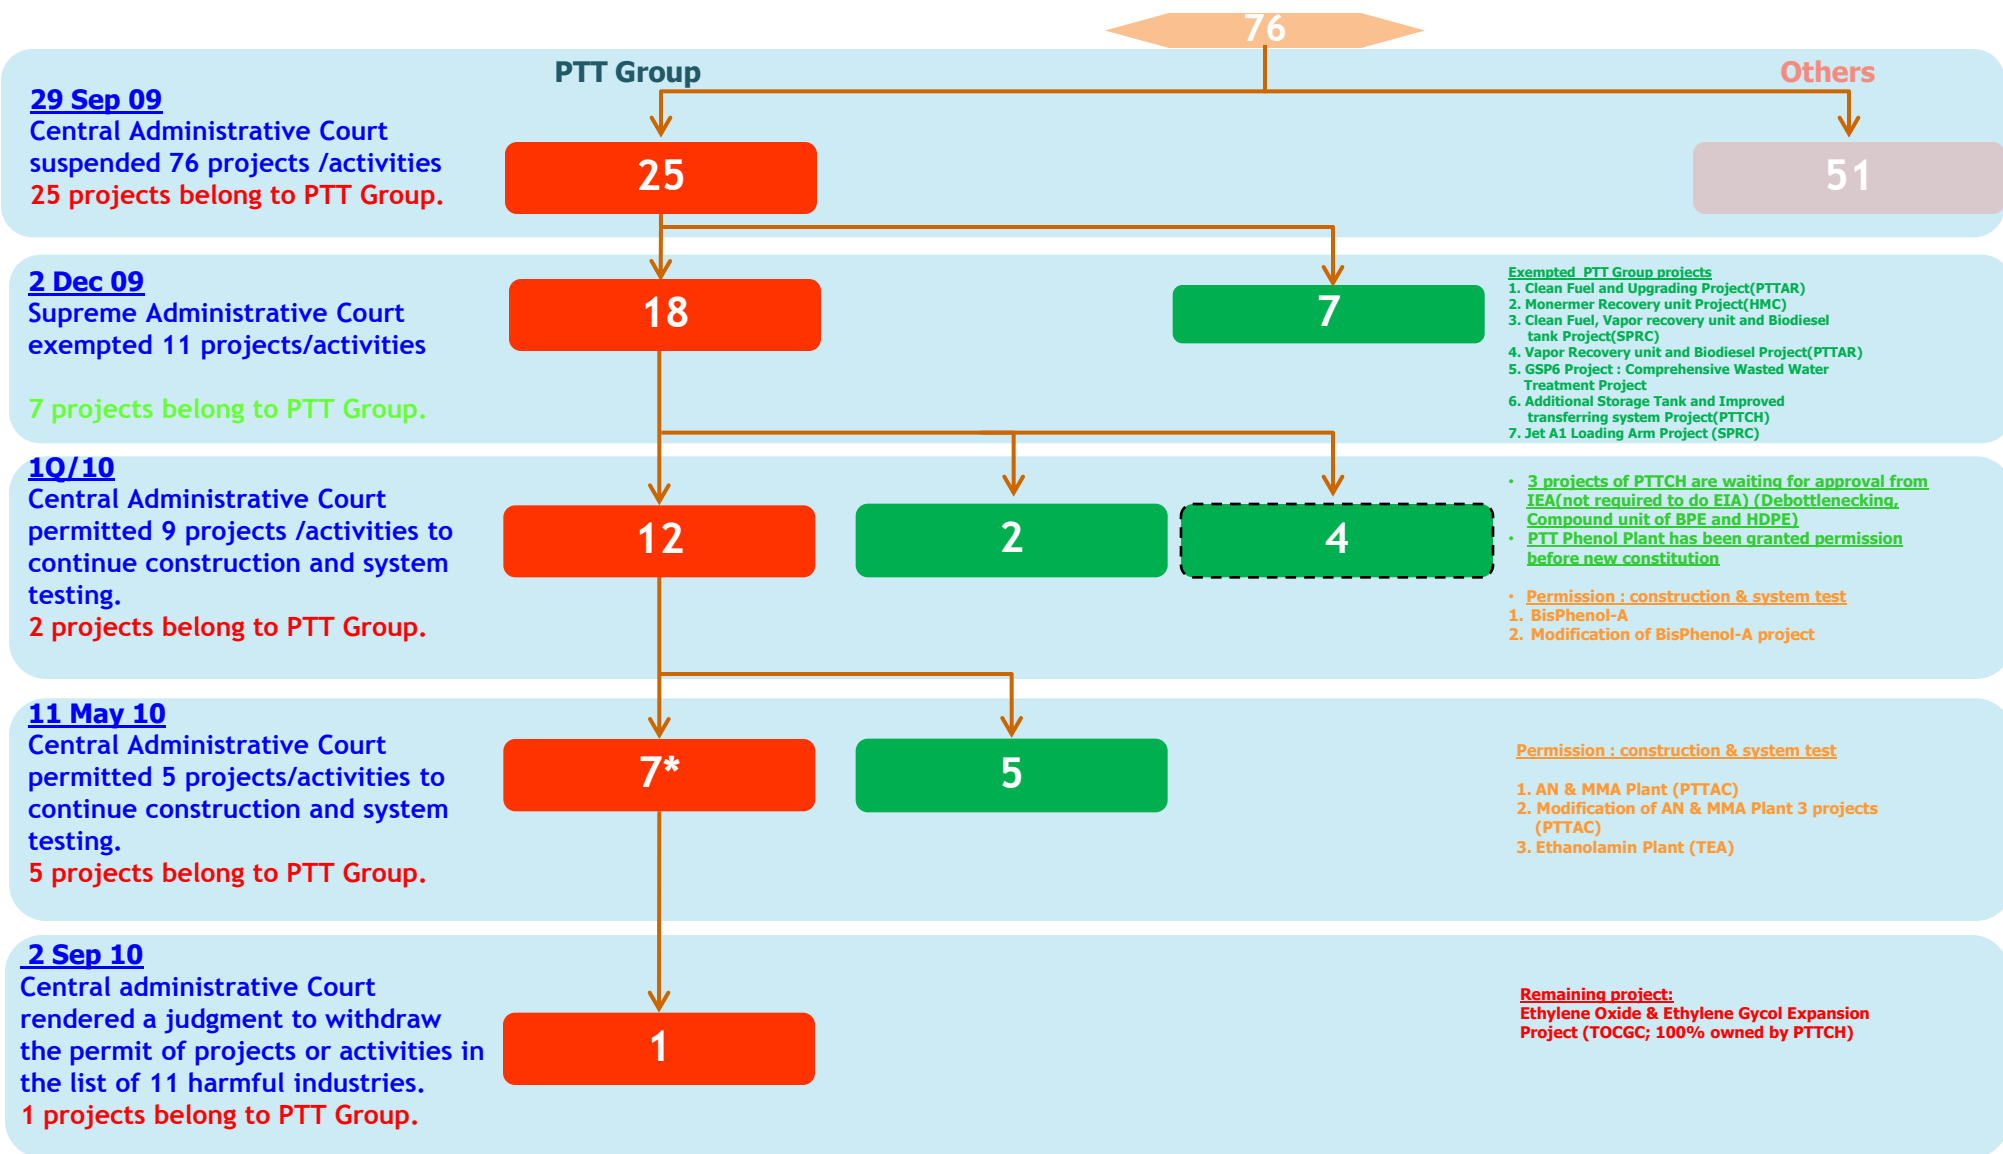 76
PTT Group
Others
29 Sep 09
Central Administrative Court
suspended 76 projects /activities
25 projects belong to PTT Group.
25
51
2 Dec 09
Supreme Administrative Court
exempted 11 projects/activities
7 projects belong to PTT Group.
18
7
Exempted PTT Group projects
1. Clean Fuel and Upgrading Project(PTTAR)
2. Monermer Recovery unit Project(HMC)
3. Clean Fuel, Vapor recovery unit and Biodiesel
tank Project(SPRC)
4. Vapor Recovery unit and Biodiesel Project(PTTAR)
5. GSP6 Project : Comprehensive Wasted Water
Treatment Project
6. Additional Storage Tank and Improved
transferring system Project(PTTCH)
7. Jet A1 Loading Arm Project (SPRC)
1Q/10
Central Administrative Court
permitted 9 projects /activities to
continue construction and system
testing.
2 projects belong to PTT Group.
12
2
4
• 3 projects of PTTCH are waiting for approval from
IEA(not required to do EIA) (Debottlenecking,
Compound unit of BPE and HDPE)
• PTT Phenol Plant has been granted permission
before new constitution
• Permission : construction & system test
1. BisPhenol-A
2. Modification of BisPhenol-A project
11 May 10
Central Administrative Court
permitted 5 projects/activities to
continue construction and system
testing.
5 projects belong to PTT Group.
7*
5
Permission : construction & system test
1. AN & MMA Plant (PTTAC)
2. Modification of AN & MMA Plant 3 projects
(PTTAC)
3. Ethanolamin Plant (TEA)
2 Sep 10
Central administrative Court
rendered a judgment to withdraw
the permit of projects or activities in
the list of 11 harmful industries.
1 projects belong to PTT Group.
1
Remaining project:
Ethylene Oxide & Ethylene Gycol Expansion
Project (TOCGC; 100% owned by PTTCH)